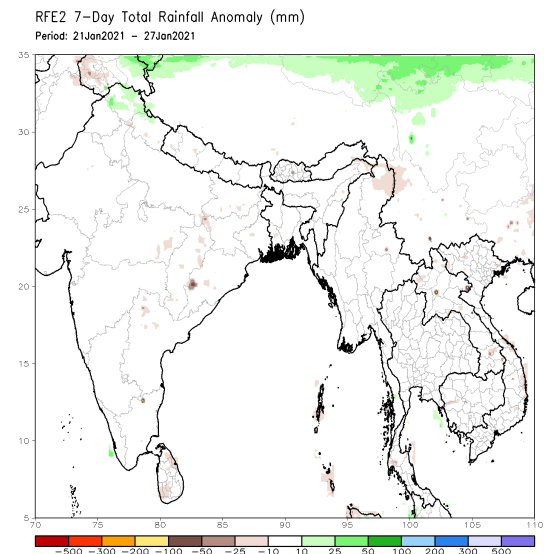 RFE2 7-Day Total Rainfall Anomaly (mm)
Period: 21Jan2021 – 27Jan2021
35
30
25
20
15
10
5
70 75 80 85 90 95 100 105 110
-500 -300 -200 -100 -50 -25 -10 10 25 50 100 200 300 500